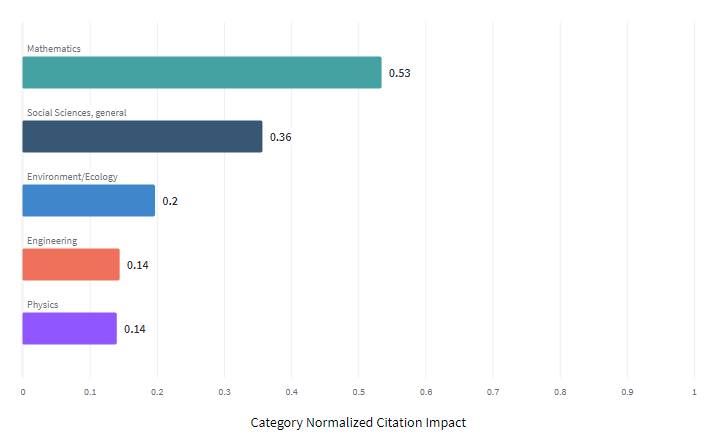 Mathematics
0.53
Social Sciences, general
0.36
Environment/Ecology
0.2
Engineering
0.14
Physics
0.14
0 0.1 0.2 0.3 0.4 0.5 0.6 0.7 0.8 0.9 1
Category Normalized Citation Impact